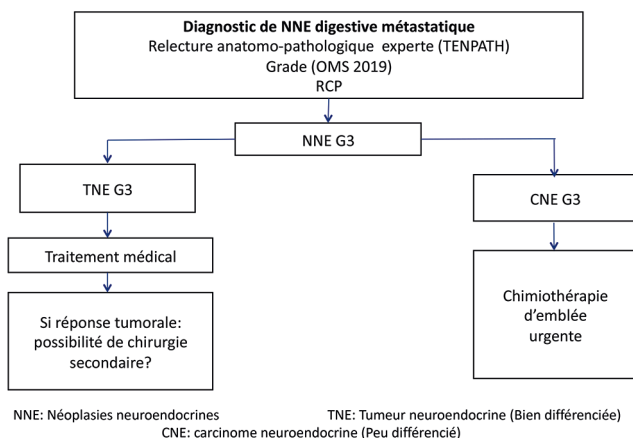 Diagnostic de NNE digestive métastatique
Relecture anatomo-pathologique experte (TENPATH)
Grade (OMS 2019)
RCP
NNE G3
TNE G3
CNE G3
Traitement médical
Si réponse tumorale:
possibilité de chirurgie
secondaire?
Chimiothérapie
d’emblée
urgente
NNE: Néoplasies neuroendocrines
TNE: Tumeur neuroendocrine (Bien différenciée)
CNE: carcinome neuroendocrine (Peu différencié)